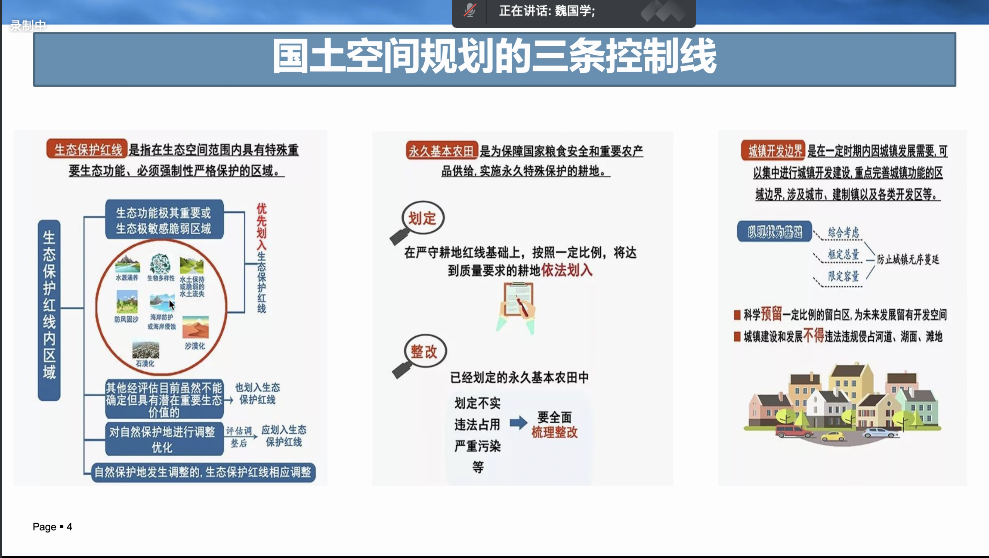 录制中
正在讲话: 魏国学;
国土空间规划的三条控制线
生态保护红线 是指在生态空间范围内具有特殊重
要生态功能、必须强制性严格保护的区域。
生态保护红线内区域
生态功能极其重要或
生态极敏感脆弱区域
优先划入生态保护红线
水源涵养
生物多样性
水土保持
或脆弱的
水土流失
防风固沙
海岸防护
或海岸侵蚀
沙漠化
石漠化
其他经评估目前虽然不能
确定但具有潜在重要生态
价值的
也划入生态
保护红线
对自然保护地进行调整
优化
评估调
整后
应划入生态
保护红线
自然保护地发生调整的, 生态保护红线相应调整
永久基本农田 是为保障国家粮食安全和重要农产
品供给, 实施永久特殊保护的耕地。
划定
在严守耕地红线基础上，按照一定比例，将达
到质量要求的耕地依法划入
整改
已经划定的永久基本农田中
划定不实
违法占用
严重污染
等
要全面
梳理整改
城镇开发边界 是在一定时期内因城镇发展需要, 可
以集中进行城镇开发建设, 重点完善城镇功能的区
域边界, 涉及城市、建制镇以及各类开发区等。
综合考虑
框定总量
限定容量
防止城镇无序蔓延
科学预留一定比例的留白区, 为未来发展留有开发空间
城镇建设和发展不得违法违规侵占河道、湖面、滩地
Page ▪ 4